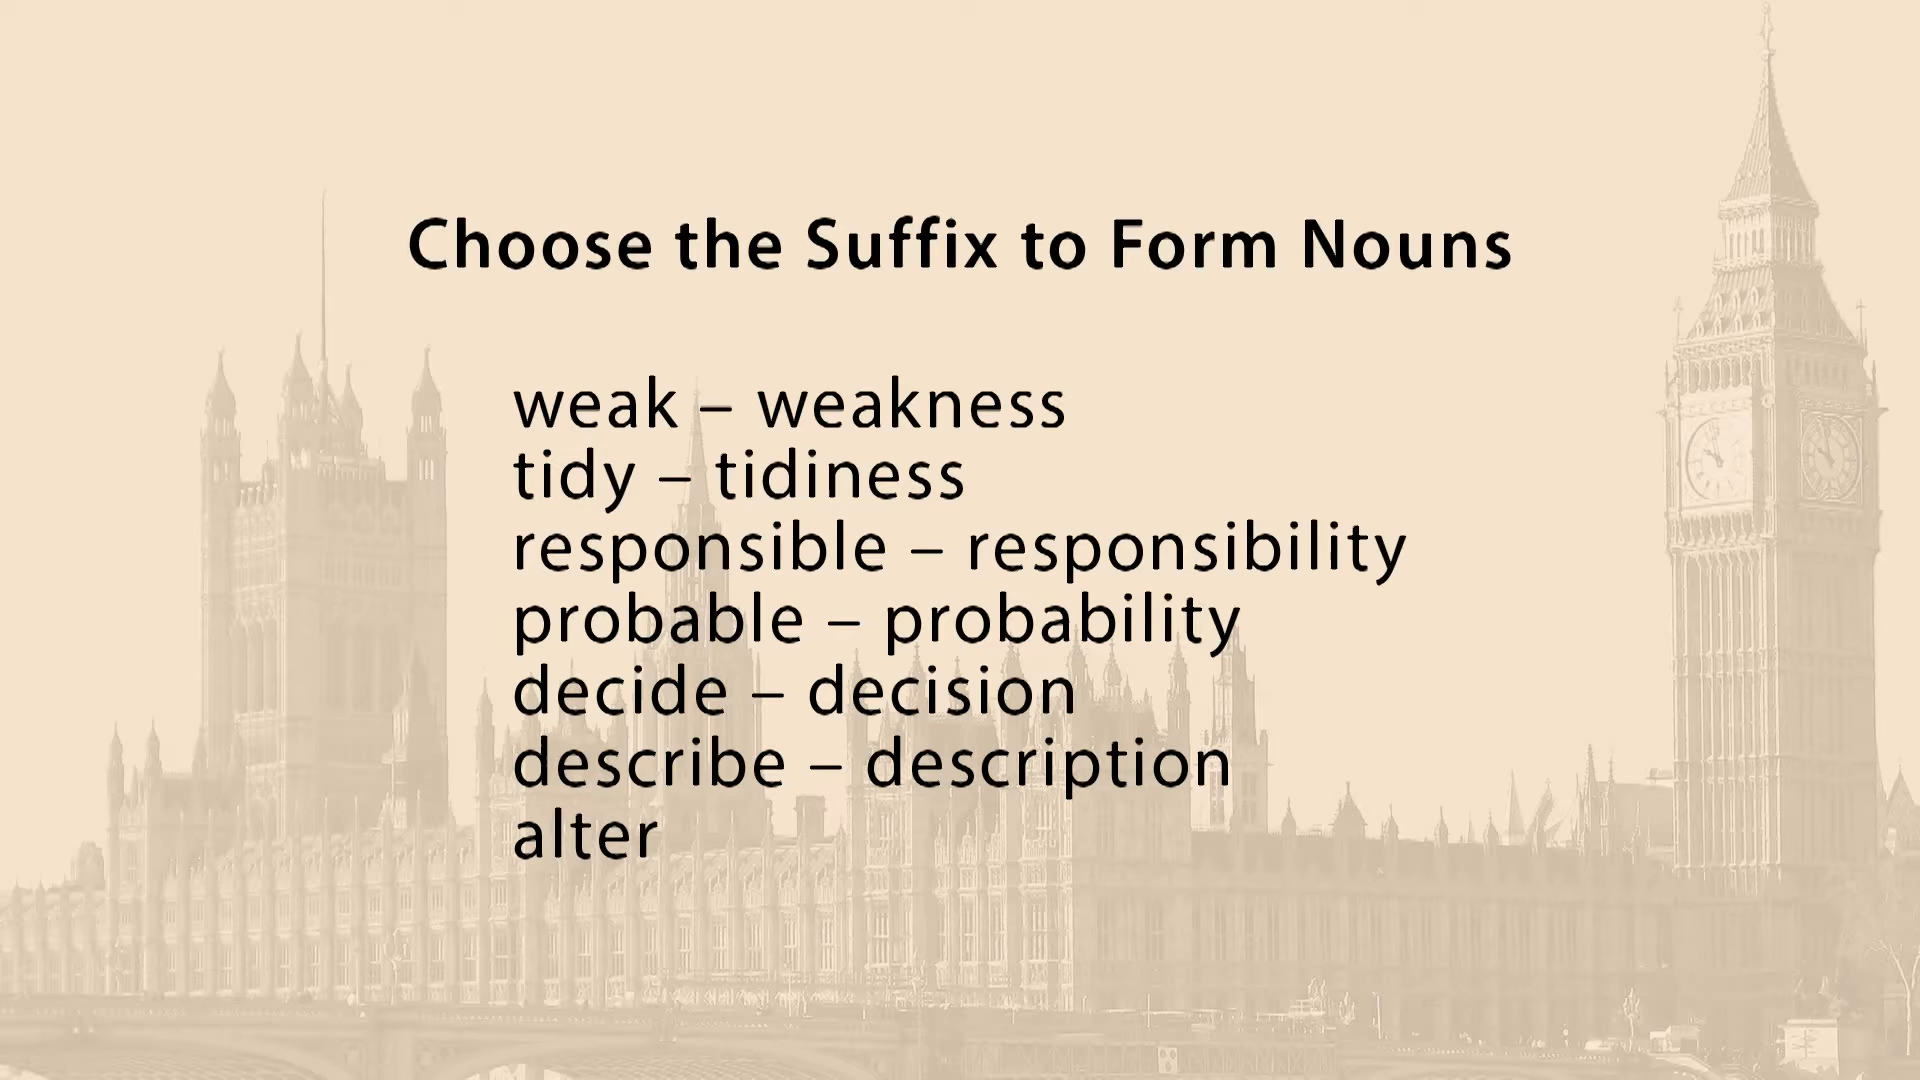 Choose the Suffix to Form Nouns
weak – weakness
tidy – tidiness
responsible – responsibility
probable – probability
decide – decision
describe – description
alter